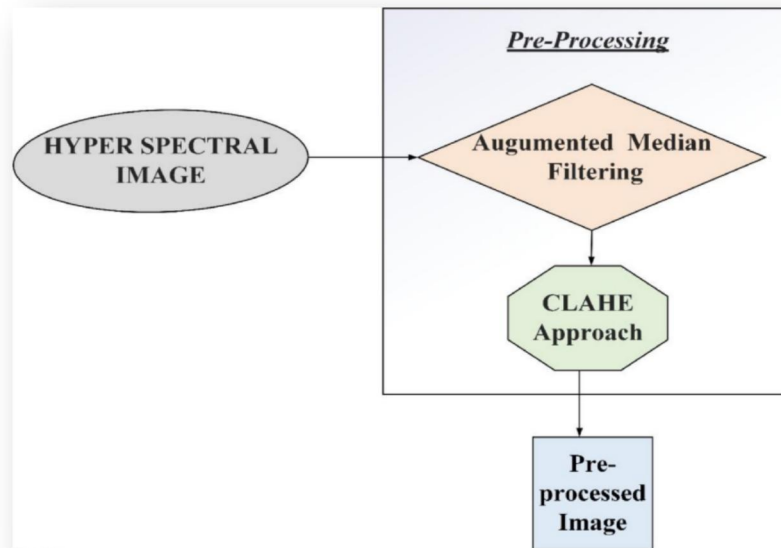 Pre-Processing
HYPER SPECTRAL
IMAGE
Augumented Median
Filtering
CLAHE
Approach
Pre-
processed
Image